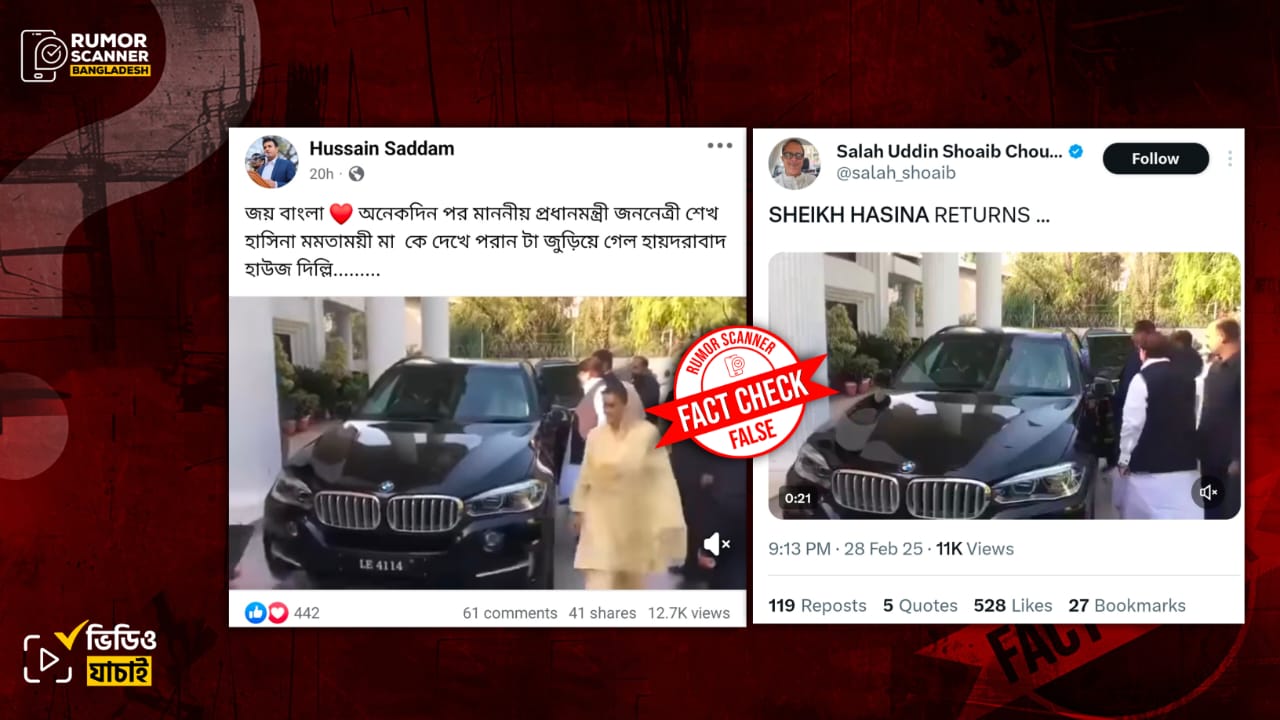 RUMOR
SCANNER
BANGLADESH
Hussain Saddam
20h ·
জয় বাংলা ❤️ অনেকদিন পর মাননীয় প্রধানমন্ত্রী জননেত্রী শেখ
হাসিনা মমতাময়ী মা কে দেখে পরান টা জুড়িয়ে গেল হায়দরাবাদ
হাউজ দিল্লি.........
LE 4114
442
61 comments 41 shares 12.7K views
Salah Uddin Shoaib Chou...
@salah_shoaib
Follow
SHEIKH HASINA RETURNS ...
0:21
9:13 PM · 28 Feb 25 · 11K Views
119 Reposts 5 Quotes 528 Likes 27 Bookmarks
RUMOR SCANNER
FACT CHECK
FALSE
ভিডিও
যাচাই
FACT